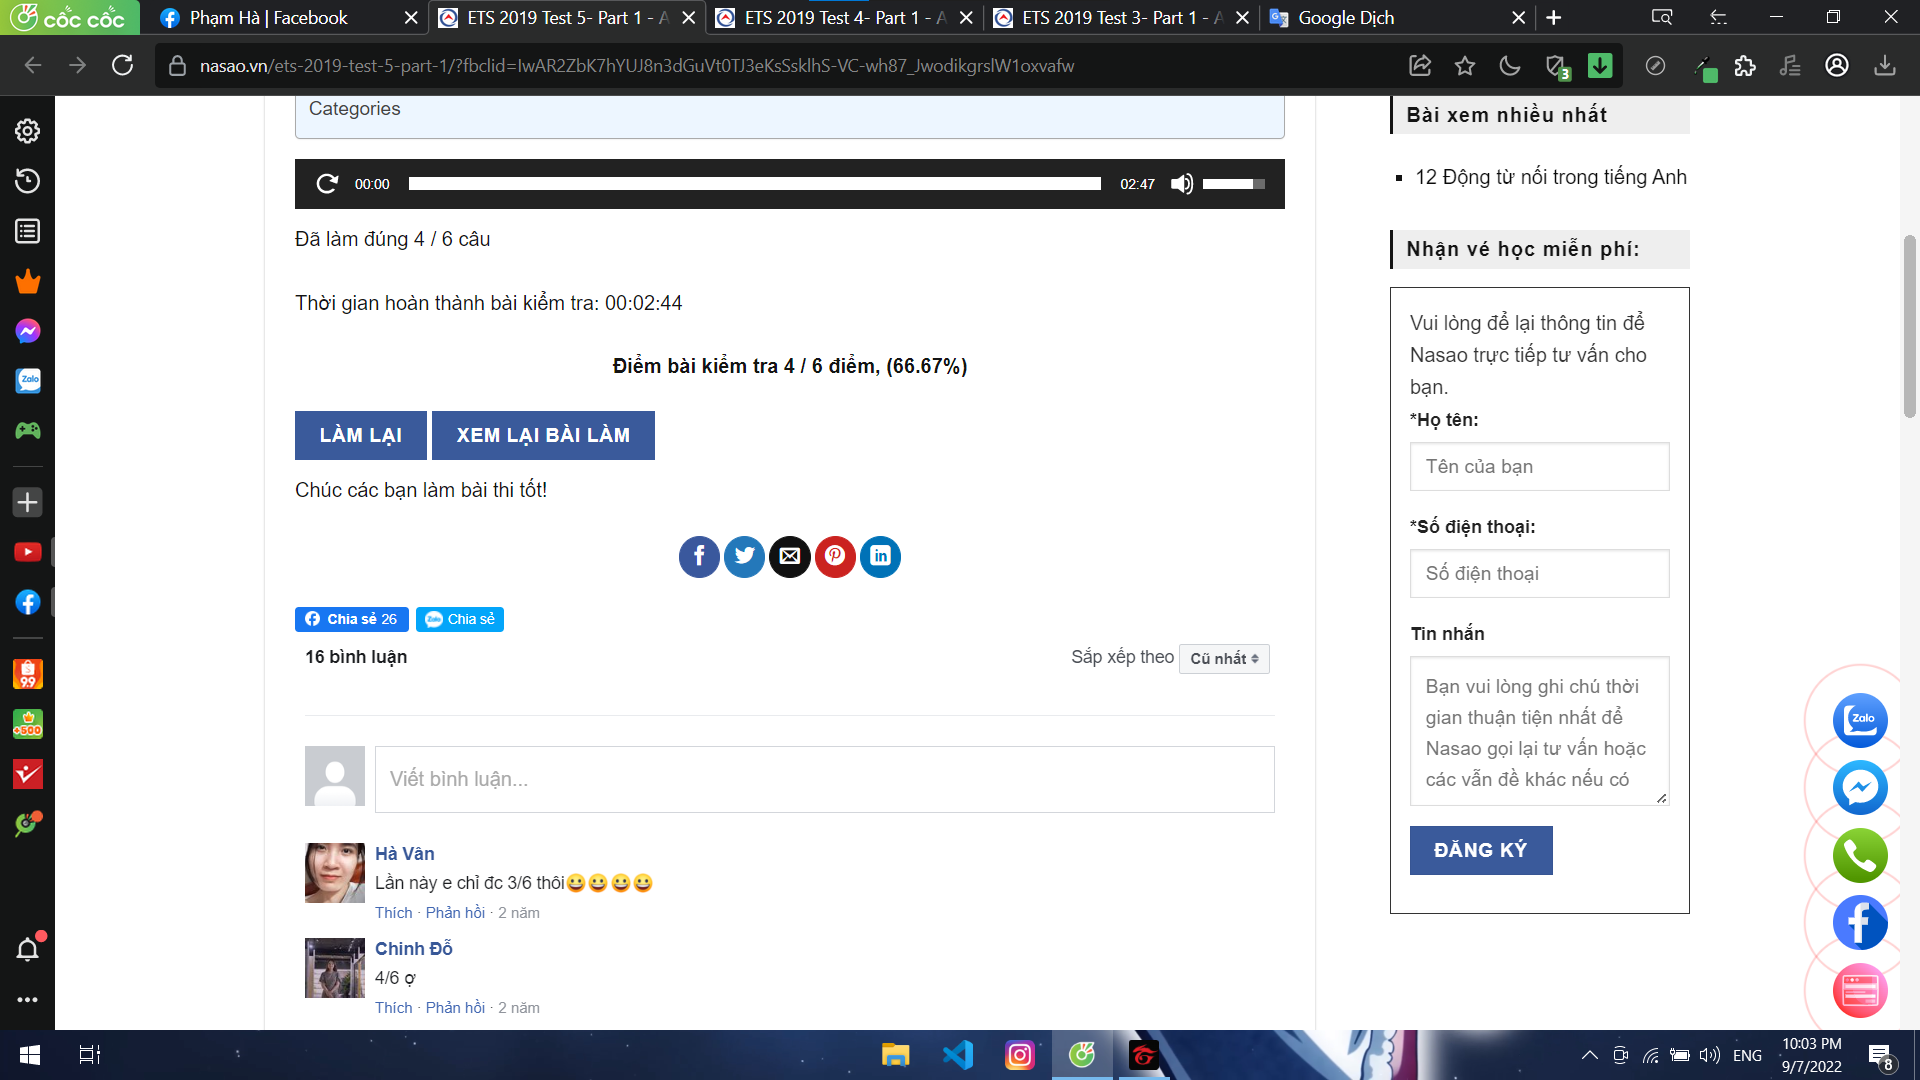 cốc cốc
Phạm Hà | Facebook
ETS 2019 Test 5- Part 1 - A
ETS 2019 Test 4- Part 1 - A
ETS 2019 Test 3- Part 1 - A
Google Dịch
nasao.vn/ets-2019-test-5-part-1/?fbclid=IwAR2ZbK7hYUJ8n3dGuVt0TJ3eKsSsklhS-VC-wh87_JwodikgrslW1oxvafw
3
Categories
00:00
02:47
Đã làm đúng 4 / 6 câu
Thời gian hoàn thành bài kiểm tra: 00:02:44
Điểm bài kiểm tra 4 / 6 điểm, (66.67%)
LÀM LẠI
XEM LẠI BÀI LÀM
Chúc các bạn làm bài thi tốt!
Chia sẻ 26
Zalo
Chia sẻ
16 bình luận
Sắp xếp theo
Cũ nhất
Viết bình luận...
Hà Vân
Lần này e chỉ đc 3/6 thôi😀😀😀😀
Thích · Phản hồi · 2 năm
Chinh Đỗ
4/6 ợ
Thích · Phản hồi · 2 năm
Bài xem nhiều nhất
12 Động từ nối trong tiếng Anh
Nhận vé học miễn phí:
Vui lòng để lại thông tin để
Nasao trực tiếp tư vấn cho
bạn.
*Họ tên:
Tên của bạn
*Số điện thoại:
Số điện thoại
Tin nhắn
Bạn vui lòng ghi chú thời
gian thuận tiện nhất để
Nasao gọi lại tư vấn hoặc
các vẫn đề khác nếu có
ĐĂNG KÝ
Zalo
Zalo
9.9
+500
ENG
10:03 PM
9/7/2022
8